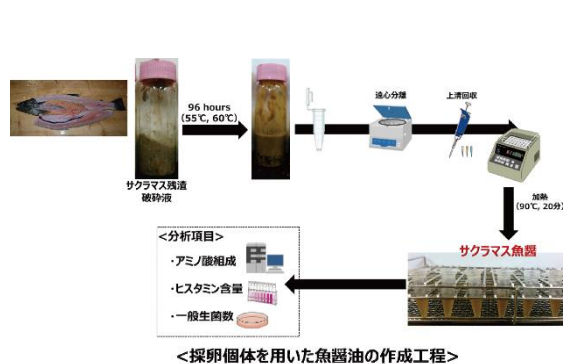 96 hours
(55℃, 60℃)
サクラマス残渣
破砕液
遠心分離
上清回収
加熱
(90℃, 20分)
サクラマス魚醤
<分析項目>
・アミノ酸組成
・ヒスタミン含量
・一般生菌数
<採卵個体を用いた魚醤油の作成工程>